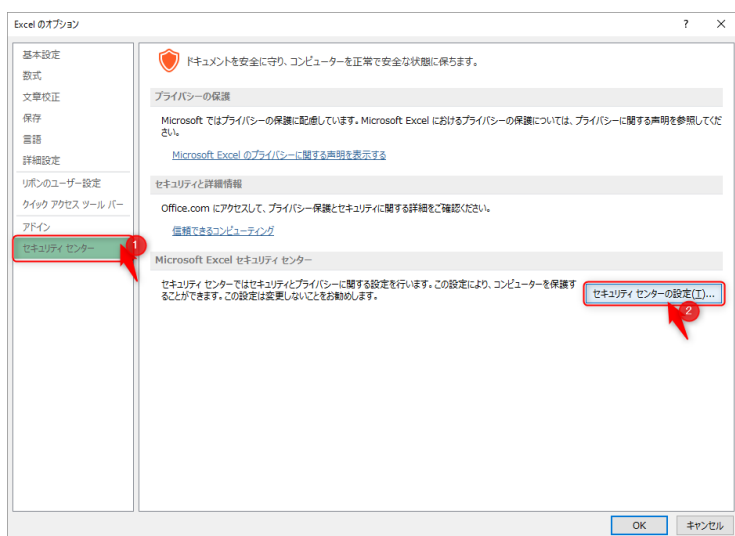 Excel のオプション
? ×
基本設定
数式
文章校正
保存
言語
詳細設定
リボンのユーザー設定
クイック アクセス ツール バー
アドイン
セキュリティ センター
1
ドキュメントを安全に守り、コンピューターを正常で安全な状態に保ちます。
プライバシーの保護
Microsoft ではプライバシーの保護に配慮しています。Microsoft Excel におけるプライバシーの保護については、プライバシーに関する声明を参照してくだ
さい。
Microsoft Excel のプライバシーに関する声明を表示する
セキュリティと詳細情報
Office.com にアクセスして、プライバシー保護とセキュリティに関する詳細をご確認ください。
信頼できるコンピューティング
Microsoft Excel セキュリティ センター
セキュリティ センターではセキュリティとプライバシーに関する設定を行います。この設定により、コンピューターを保護す
ることができます。この設定は変更しないことをお勧めします。
セキュリティ センターの設定(T)...
2
OK
キャンセル